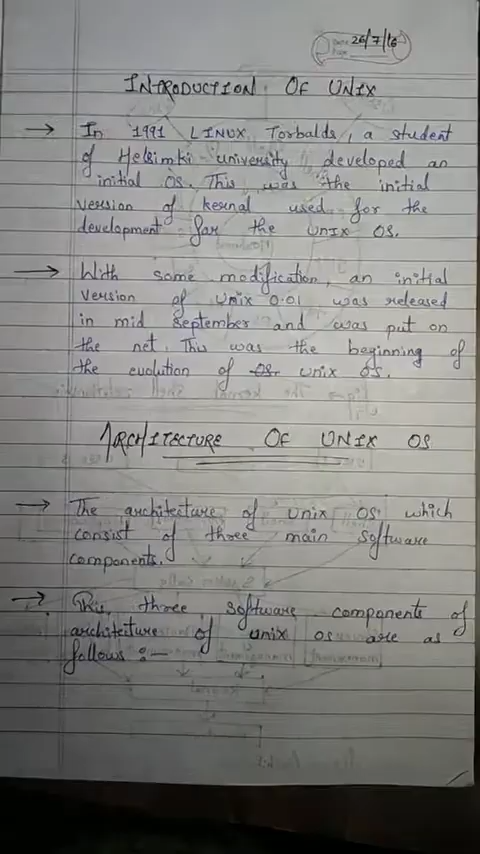 26/7/16
INTRODUCTION OF UNIX
→ In 1991 LINUX Torbalds, a student
of Helsimki university, developed an
initial OS. This was the initial
version of kernal used for the
development for the UNIX OS.
→ With some modification, an initial
version of unix 0.01 was released
in mid september and was put on
the net. This was the beginning of
the evolution of OS unix OS.
ARCHITECTURE OF UNIX OS
→ The architecture of unix OS which
consist of three main software
components.
→ This three software components of
architecture of unix os are as
follows :-